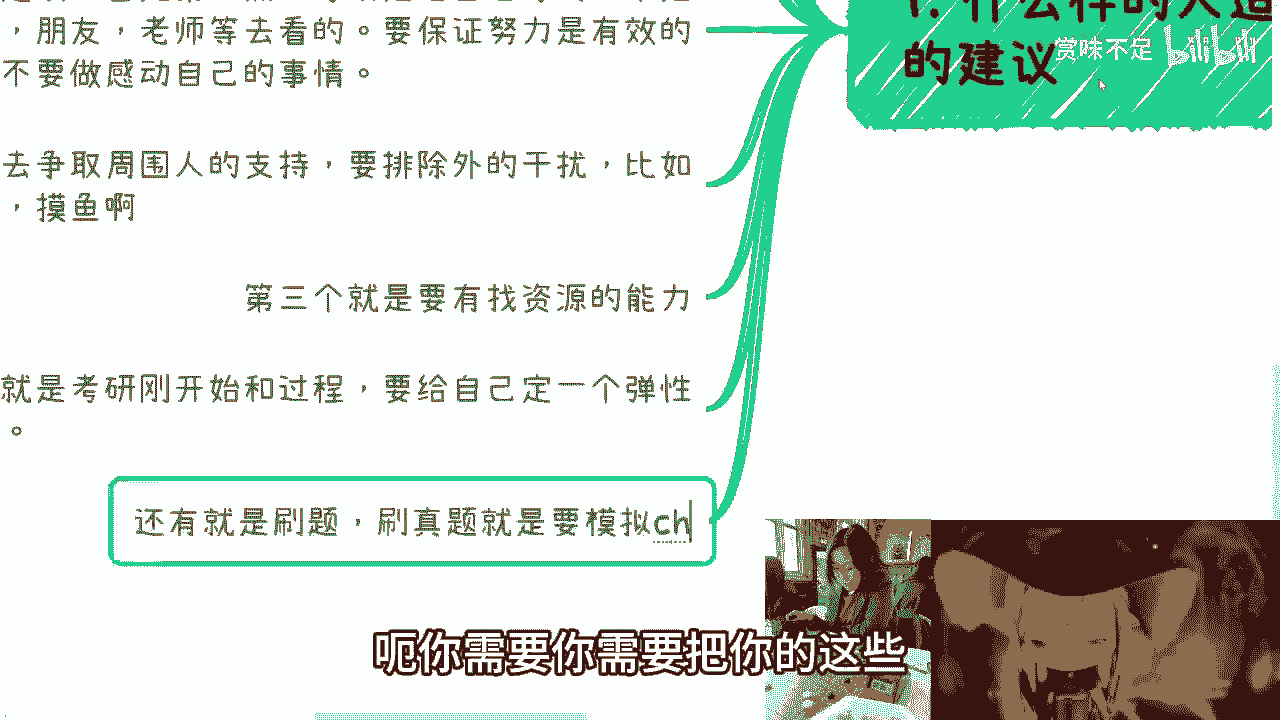 ，朋友，老师等去看的。要保证努力是有效的
不要做感动自己的事情。
去争取周围人的支持，要排除外的干扰，比如
，摸鱼啊
第三个就是要有找资源的能力
就是考研刚开始和过程，要给自己定一个弹性
。
还有就是刷题，刷真题就是要模拟ch
1. 什么样的人适
的建议
赏味不足 bilibili
呃你需要你需要把你的这些